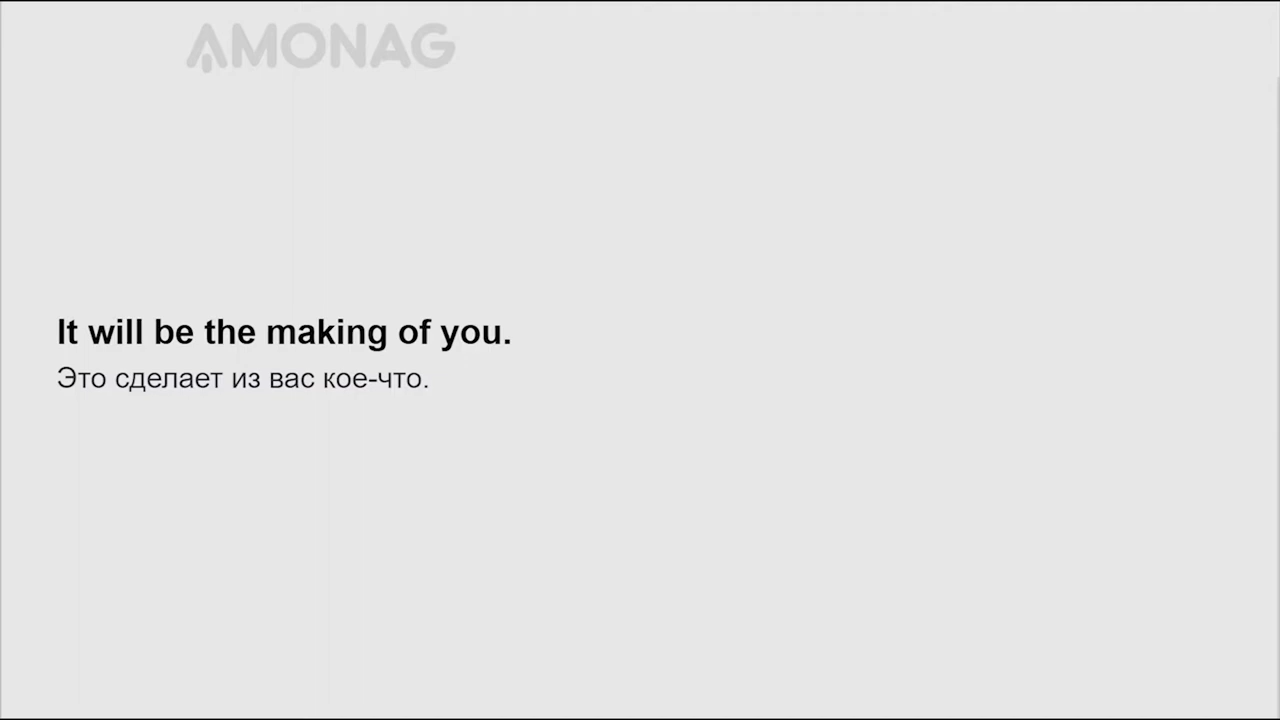 AMONAG
It will be the making of you.
Это сделает из вас кое-что.